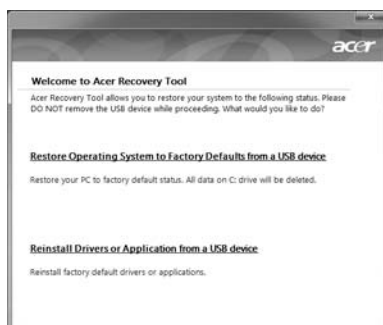 acer
Welcome to Acer Recovery Tool
Acer Recovery Tool allows you to restore your system to the following status. Please
DO NOT remove the USB device while proceeding. What would you like to do?
Restore Operating System to Factory Defaults from a USB device
Restore your PC to factory default status. All data on C: drive will be deleted.
Reinstall Drivers or Application from a USB device
Reinstall factory default drivers or applications.